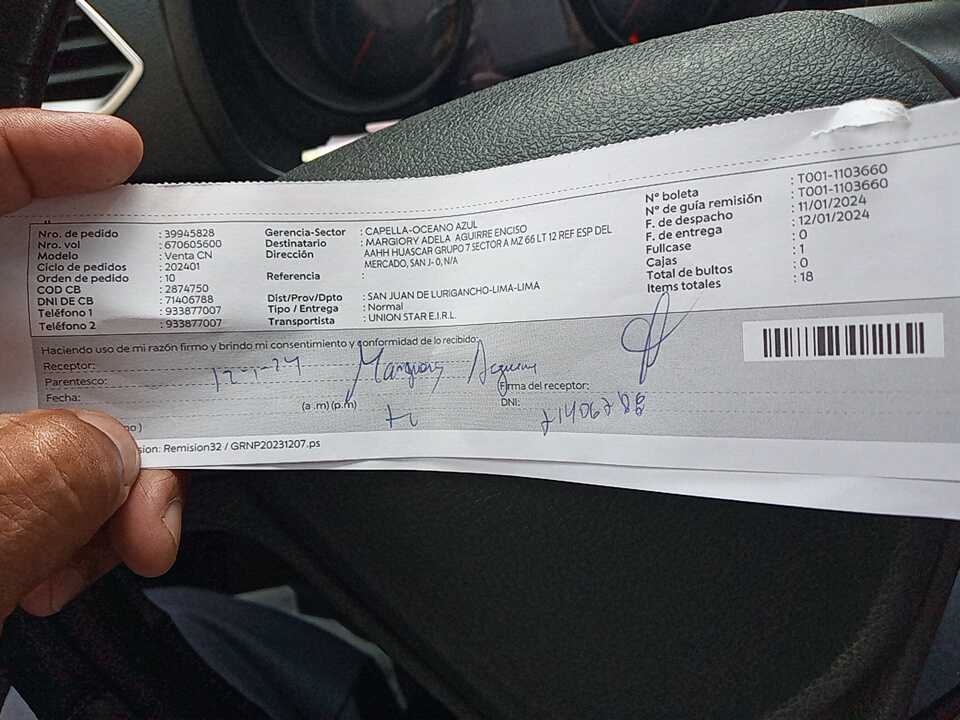 Nro. de pedido : 39945828
Nro. vol : 670605600
Modelo : Venta CN
Ciclo de pedidos : 202401
Orden de pedido : 10
COD CB : 2874750
DNI DE CB : 71406788
Teléfono 1 : 933877007
Teléfono 2 : 933877007
Gerencia-Sector : CAPELLA-OCEANO AZUL
Destinatario : MARGIORY ADELA AGUIRRE ENCISO
Dirección : AAHH HUASCAR GRUPO 7 SECTOR A MZ 66 LT 12 REF ESP DEL
MERCADO, SAN J- 0, N/A
Referencia :
Dist/Prov/Dpto : SAN JUAN DE LURIGANCHO-LIMA-LIMA
Tipo / Entrega : Normal
Transportista : UNION STAR E.I.R.L.
N° boleta : T001-1103660
N° de guía remisión : T001-1103660
F. de despacho : 11/01/2024
F. de entrega : 12/01/2024
Fullcase : 0
Cajas : 1
Total de bultos : 0
Items totales : 18
Haciendo uso de mi razón firmo y brindo mi consentimiento y conformidad de lo recibido:
Receptor:
Parentesco: 12-1-24 Margiory Aguirre
Fecha: (a .m) (p.m) Firma del receptor:
DNI: 71406788
sion: Remision32 / GRNP20231207.ps